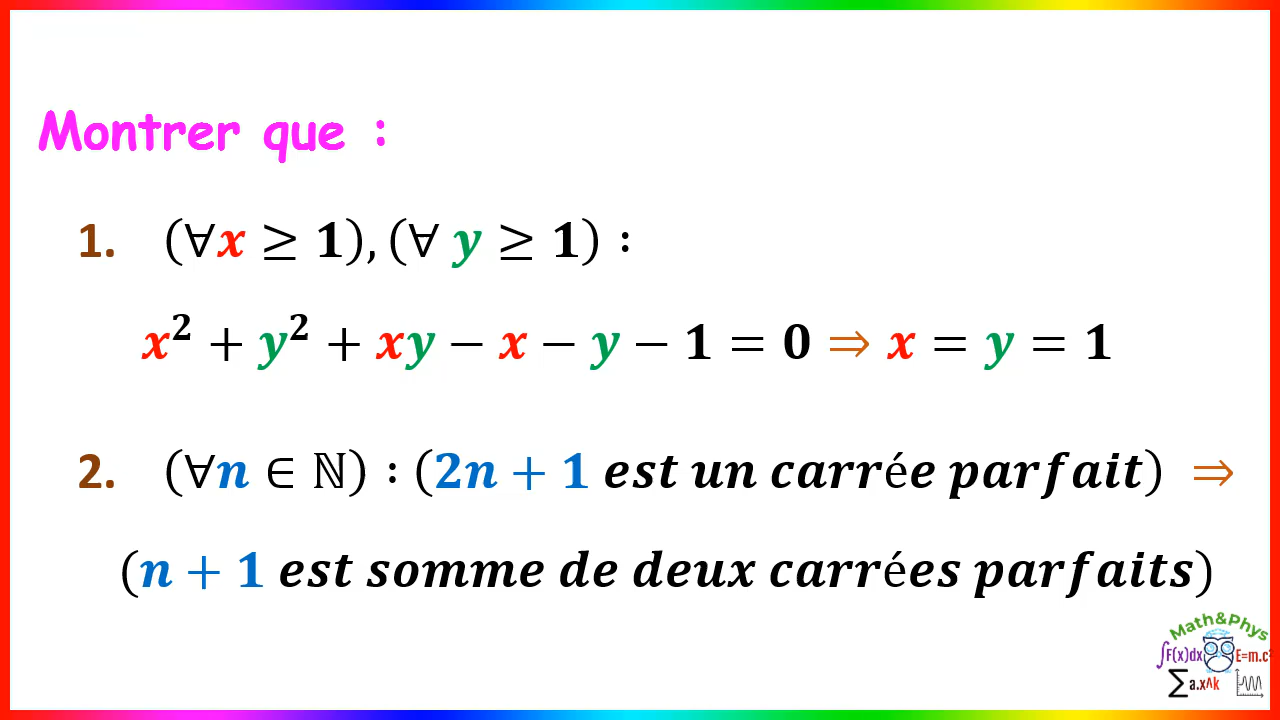 Montrer que :
1. (∀x ≥ 1), (∀ y ≥ 1) :
x² + y² + xy − x − y − 1 = 0 ⇒ x = y = 1
2. (∀n ∈ ℕ) : (2n + 1 est un carrée parfait) ⇒
(n + 1 est somme de deux carrées parfaits)
Math&Phys
∫F(x)dx E=m.c²
∑a.x^k